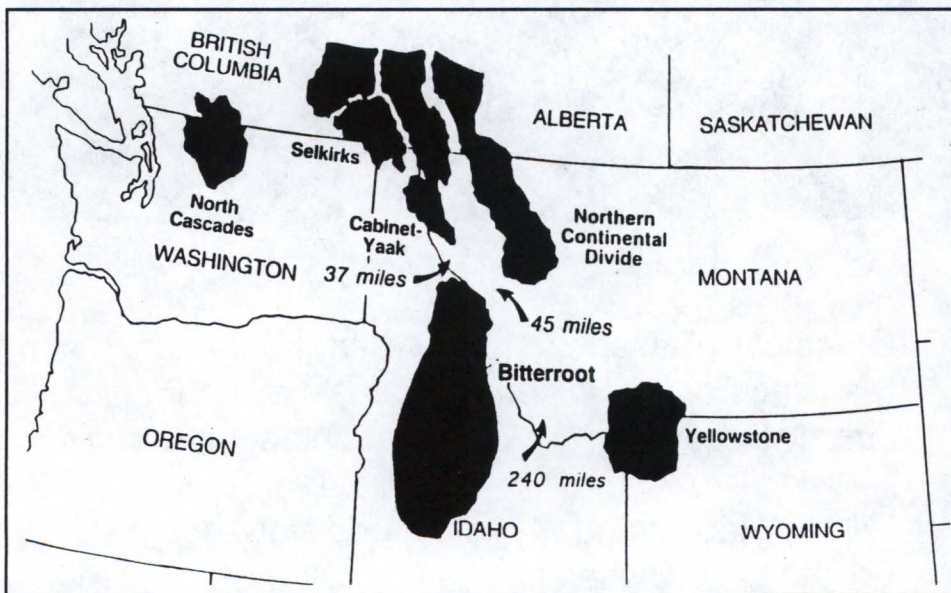 BRITISH
COLUMBIA
ALBERTA
SASKATCHEWAN
Selkirks
North
Cascades
Cabinet-
Yaak
Northern
Continental
Divide
WASHINGTON
37 miles
MONTANA
45 miles
Bitterroot
OREGON
Yellowstone
240 miles
IDAHO
WYOMING